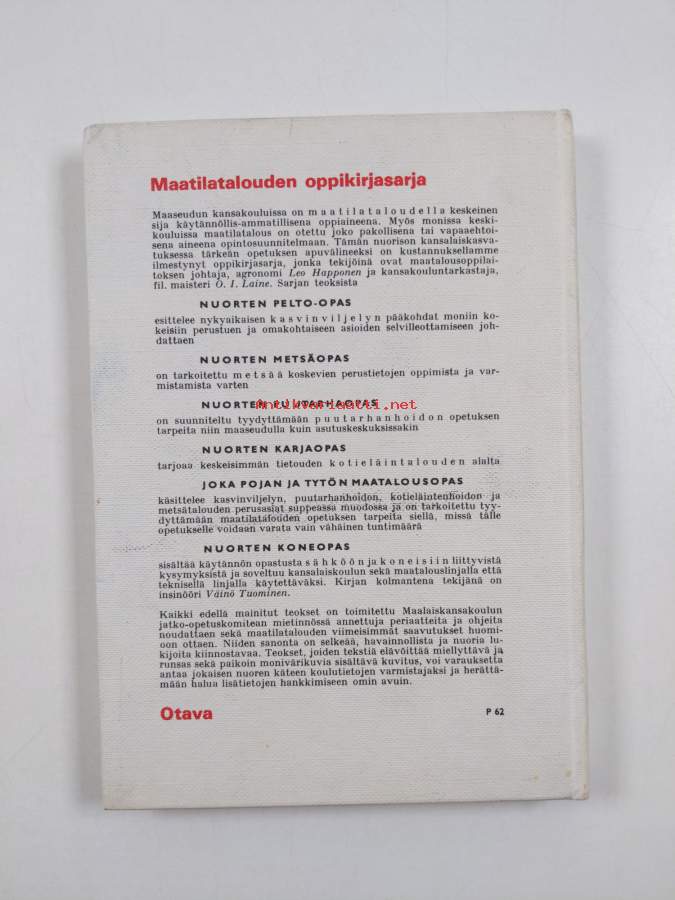 Maatilatalouden oppikirjasarja
Maaseudun kansakouluissa on maatilataloudella keskeinen
sija käytännöllis-ammatillisena oppiaineena. Myös monissa keski-
kouluissa maatilatalous on otettu joko pakollisena tai vapaaehtoi-
sena aineena opintosuunnitelmaan. Tämän nuorison kansalaiskasva-
tuksessa tärkeän opetuksen apuvälineeksi on kustannuksellamme
ilmestynyt oppikirjasarja, jonka tekijöinä ovat maatalousoppilai-
toksen johtaja, agronomi Leo Happonen ja kansakouluntarkastaja,
fil. maisteri O. I. Laine. Sarjan teoksista
NUORTEN PELTO-OPAS
esittelee nykyaikaisen kasvinviljelyn pääkohdat moniin ko-
keisiin perustuen ja omakohtaiseen asioiden selvilleottamiseen joh-
dattaen
NUORTEN METSÄOPAS
on tarkoitettu metsää koskevien perustietojen oppimista ja var-
mistamista varten
NUORTEN PUUTARHAOPAS
antikvariaatti.net
on suunniteltu tyydyttämään puutarhanhoidon opetuksen
tarpeita niin maaseudulla kuin asutuskeskuksissakin
NUORTEN KARJAOPAS
tarjoaa keskeisimmän tietouden kotieläintalouden alalta
JOKA POJAN JA TYTÖN MAATALOUSOPAS
käsittelee kasvinviljelyn, puutarhanhoidon, kotieläintenhoidon ja
metsätalouden perusasiat suppeassa muodossa ja on tarkoitettu tyy-
dyttämään maatilatalouden opetuksen tarpeita siellä, missä tälle
opetukselle voidaan varata vain vähäinen tuntimäärä
NUORTEN KONEOPAS
sisältää käytännön opastusta sähköön ja koneisiin liittyvistä
kysymyksistä ja soveltuu kansalaiskoulun sekä maatalouslinjalla että
teknisellä linjalla käytettäväksi. Kirjan kolmantena tekijänä on
insinööri Väinö Tuominen.
Kaikki edellä mainitut teokset on toimitettu Maalaiskansakoulun
jatko-opetuskomitean mietinnössä annettuja periaatteita ja ohjeita
noudattaen sekä maatilatalouden viimeisimmät saavutukset huomi-
oon ottaen. Niiden sanonta on selkeää, havainnollista ja nuoria lu-
kijoita kiinnostavaa. Teokset, joiden tekstiä elävöittää miellyttävä ja
runsas sekä paikoin monivärikuvia sisältävä kuvitus, voi varauksetta
antaa jokaisen nuoren käteen koulutietojen varmistajaksi ja herättä-
mään halua lisätietojen hankkimiseen omin avuin.
Otava
P 62